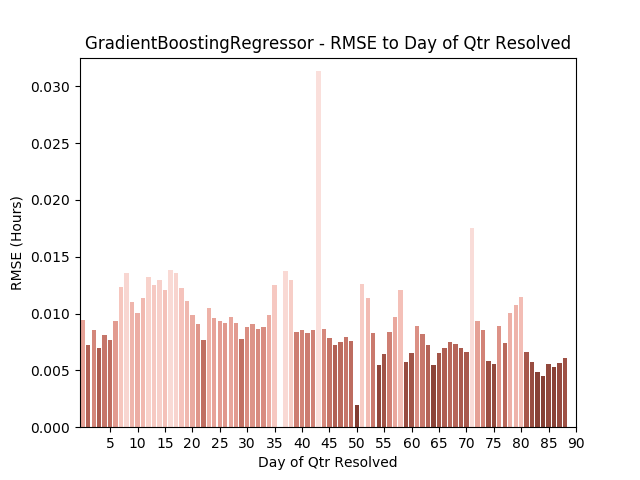 GradientBoostingRegressor - RMSE to Day of Qtr Resolved
0.030
0.025
0.020
0.015
0.010
0.005
0.000
RMSE (Hours)
5 10 15 20 25 30 35 40 45 50 55 60 65 70 75 80 85 90
Day of Qtr Resolved